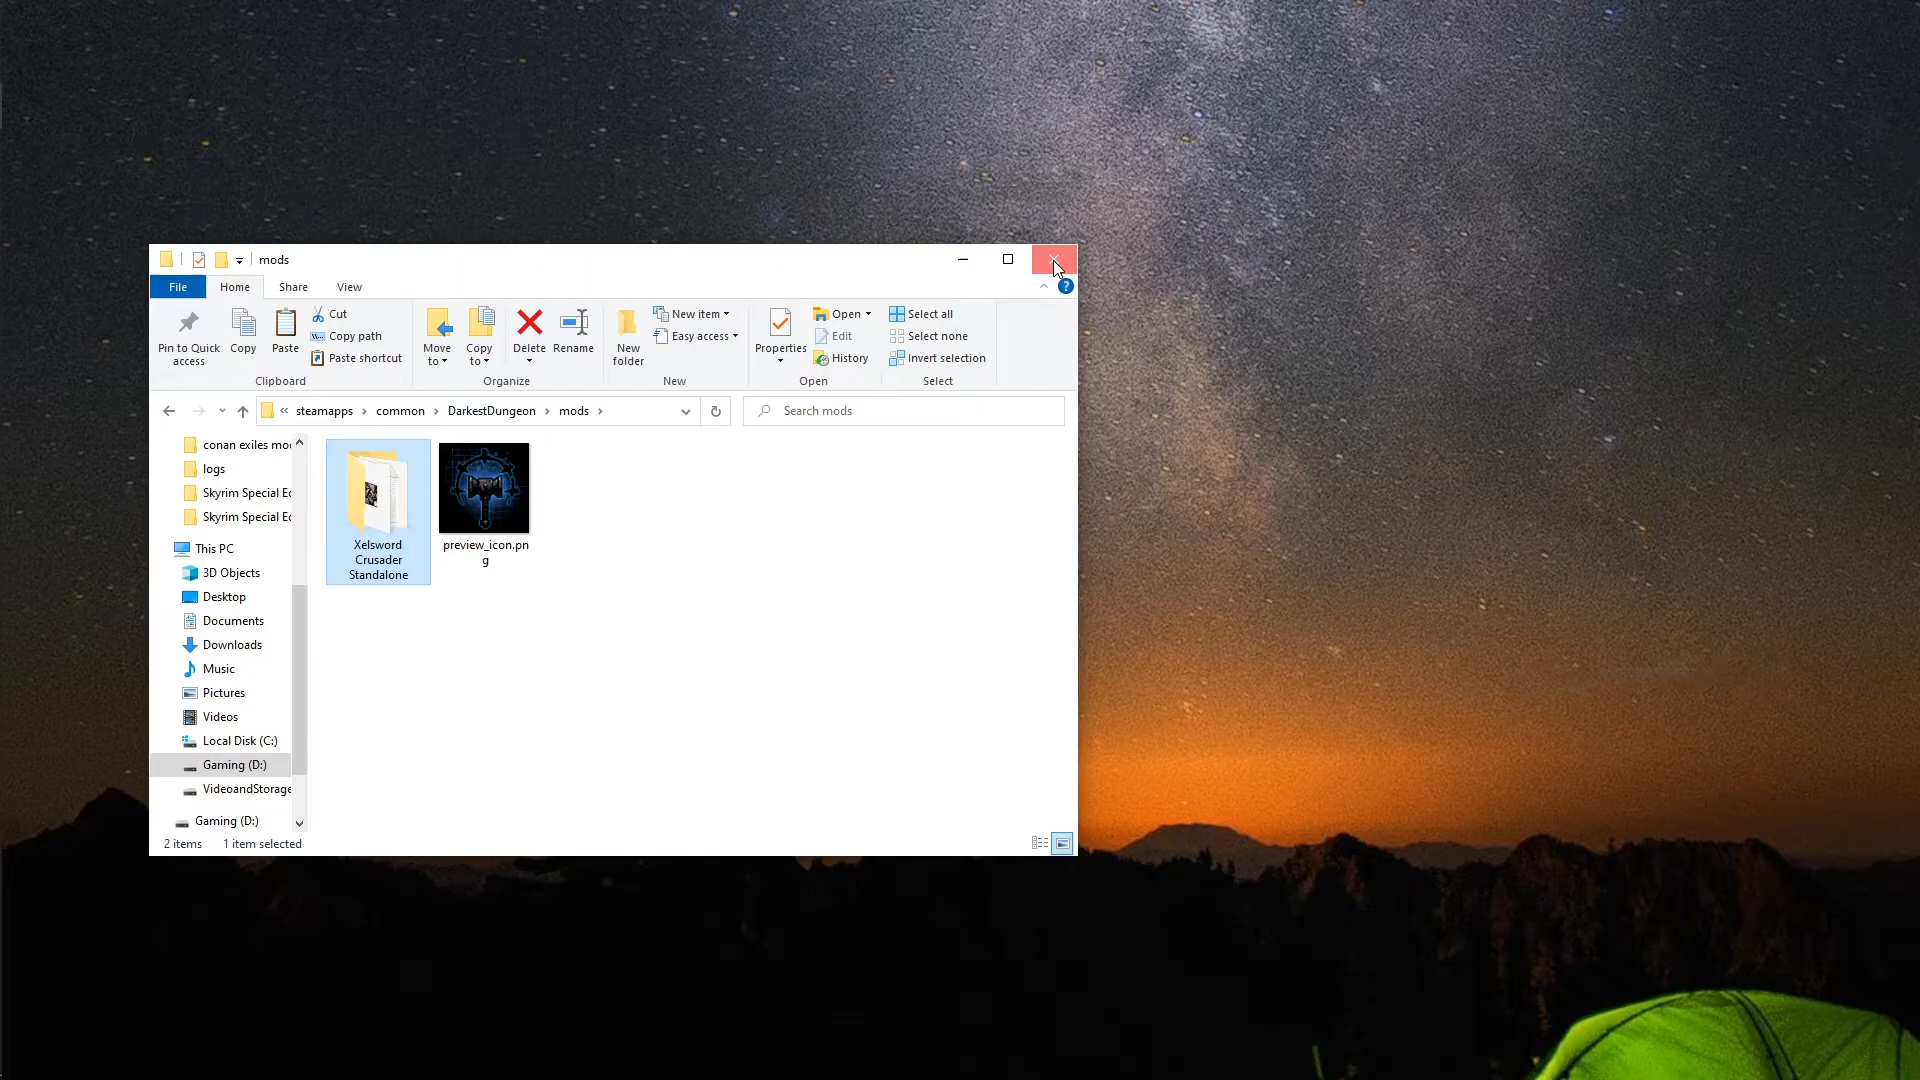 mods
File Home Share View
Pin to Quick access
Copy
Paste
Cut
Copy path
Paste shortcut
Clipboard
Move to
Copy to
Delete
Rename
Organize
New folder
New item
Easy access
New
Properties
Open
Edit
History
Open
Select all
Select none
Invert selection
Select
« steamapps › common › DarkestDungeon › mods ›
Search mods
conan exiles mo
logs
Skyrim Special Ed
Skyrim Special Ed
This PC
3D Objects
Desktop
Documents
Downloads
Music
Pictures
Videos
Local Disk (C:)
Gaming (D:)
VideoandStorage
Gaming (D:)
Xelsword
Crusader
Standalone
preview_icon.pn
g
2 items 1 item selected